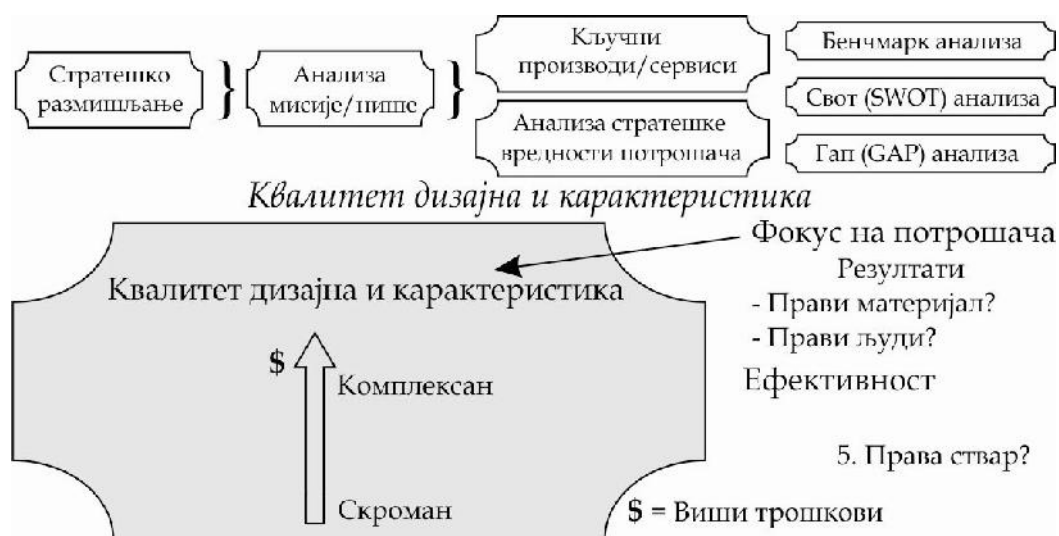 Стратешко
размишљање
Анализа
мисије/нише
Кључни
производи/сервиси
Анализа стратешке
вредности потрошача
Бенчмарк анализа
Свот (SWOT) анализа
Гап (GAP) анализа
Квалитет дизајна и карактеристика
Фокус на потрошача
Резултати
- Прави материјал?
- Прави људи?
Ефективност
5. Права ствар?
$ = Виши трошкови
Квалитет дизајна и карактеристика
$
Комплексан
Скроман